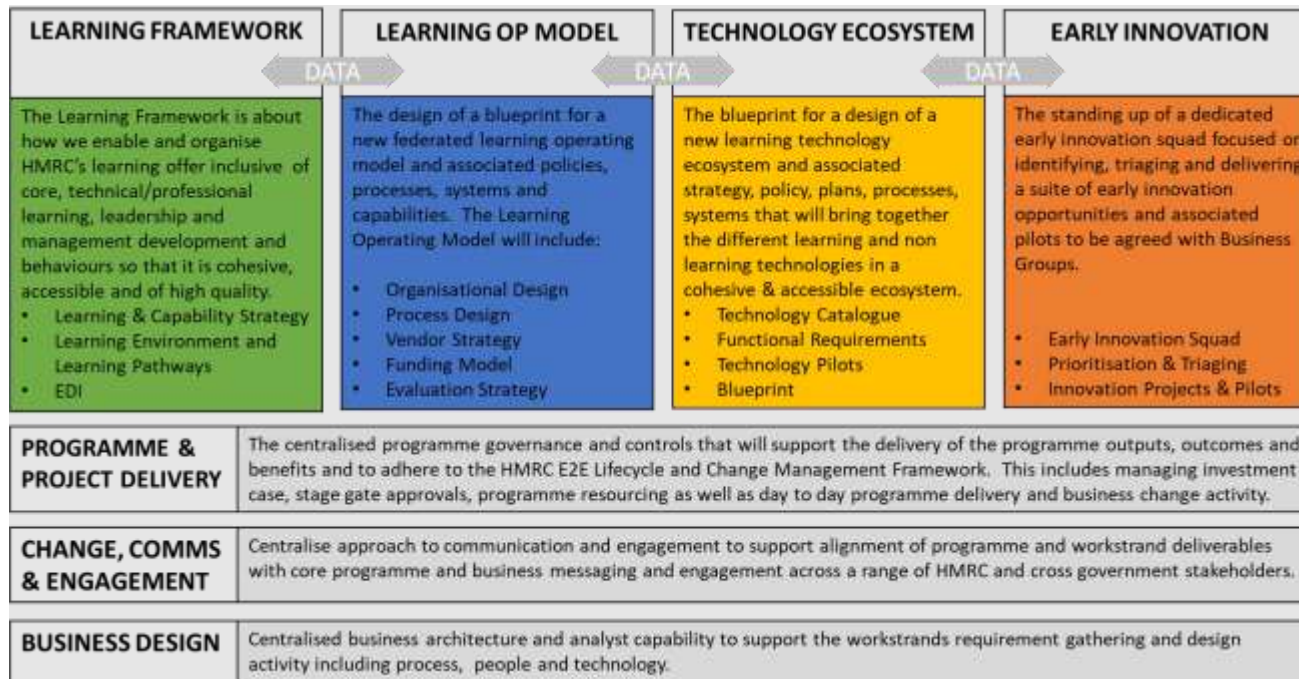 LEARNING FRAMEWORK
LEARNING OP MODEL
TECHNOLOGY ECOSYSTEM
EARLY INNOVATION
DATA
DATA
DATA
The Learning Framework is about
how we enable and organise
HMRC's learning offer inclusive of
core, technical/professional
learning, leadership and
management development and
behaviours so that it is cohesive,
accessible and of high quality.
• Learning & Capability Strategy
• Learning Environment and
Learning Pathways
• EDI
The design of a blueprint for a
new federated learning operating
model and associated policies,
processes, systems and
capabilities. The Learning
Operating Model will include:
• Organisational Design
• Process Design
• Vendor Strategy
• Funding Model
• Evaluation Strategy
The blueprint for a design of a
new learning technology
ecosystem and associated
strategy, policy, plans, processes,
systems that will bring together
the different learning and non
learning technologies in a
cohesive & accessible ecosystem.
• Technology Catalogue
• Functional Requirements
• Technology Pilots
• Blueprint
The standing up of a dedicated
early innovation squad focused on
identifying, triaging and delivering
a suite of early innovation
opportunities and associated
pilots to be agreed with Business
Groups.
• Early Innovation Squad
• Prioritisation & Triaging
• Innovation Projects & Pilots
PROGRAMME &
PROJECT DELIVERY
The centralised programme governance and controls that will support the delivery of the programme outputs, outcomes and
benefits and to adhere to the HMRC E2E Lifecycle and Change Management Framework. This includes managing investment
case, stage gate approvals, programme resourcing as well as day to day programme delivery and business change activity.
CHANGE, COMMS
& ENGAGEMENT
Centralise approach to communication and engagement to support alignment of programme and workstrand deliverables
with core programme and business messaging and engagement across a range of HMRC and cross government stakeholders.
BUSINESS DESIGN
Centralised business architecture and analyst capability to support the workstrands requirement gathering and design
activity including process, people and technology.